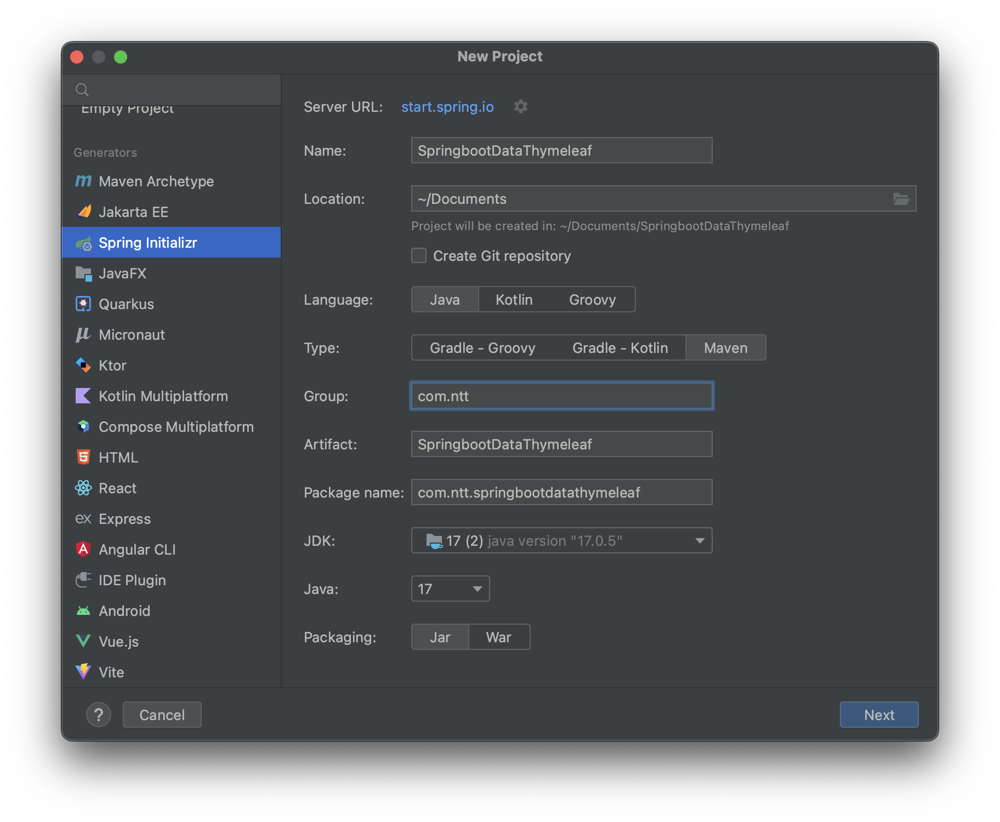 New Project
Empty Project
Generators
Maven Archetype
Jakarta EE
Spring Initializr
JavaFX
Quarkus
Micronaut
Ktor
Kotlin Multiplatform
Compose Multiplatform
HTML
React
ex Express
Angular CLI
IDE Plugin
Android
Vue.js
Vite
Server URL: start.spring.io
Name: SpringbootDataThymeleaf
Location: ~/Documents
Project will be created in: ~/Documents/SpringbootDataThymeleaf
Create Git repository
Language: Java Kotlin Groovy
Type: Gradle - Groovy Gradle - Kotlin Maven
Group: com.ntt
Artifact: SpringbootDataThymeleaf
Package name: com.ntt.springbootdatathymeleaf
JDK: 17 (2) java version "17.0.5"
Java: 17
Packaging: Jar War
? Cancel Next